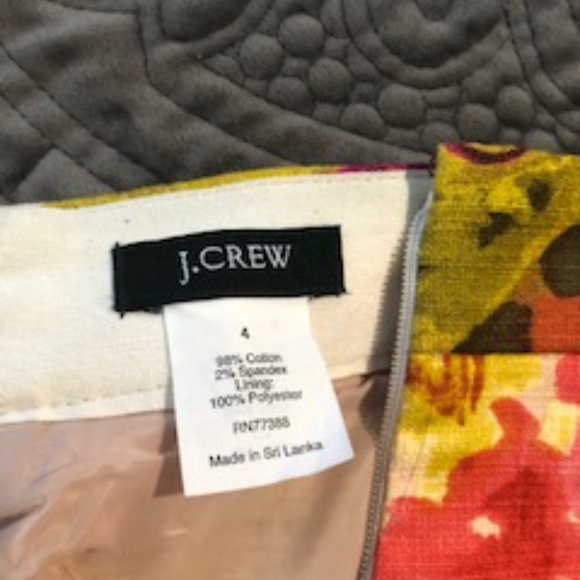 J.CREW
4
98% Cotton
2% Spandex
Lining:
100% Polyester
RN77388
Made in Sri Lanka